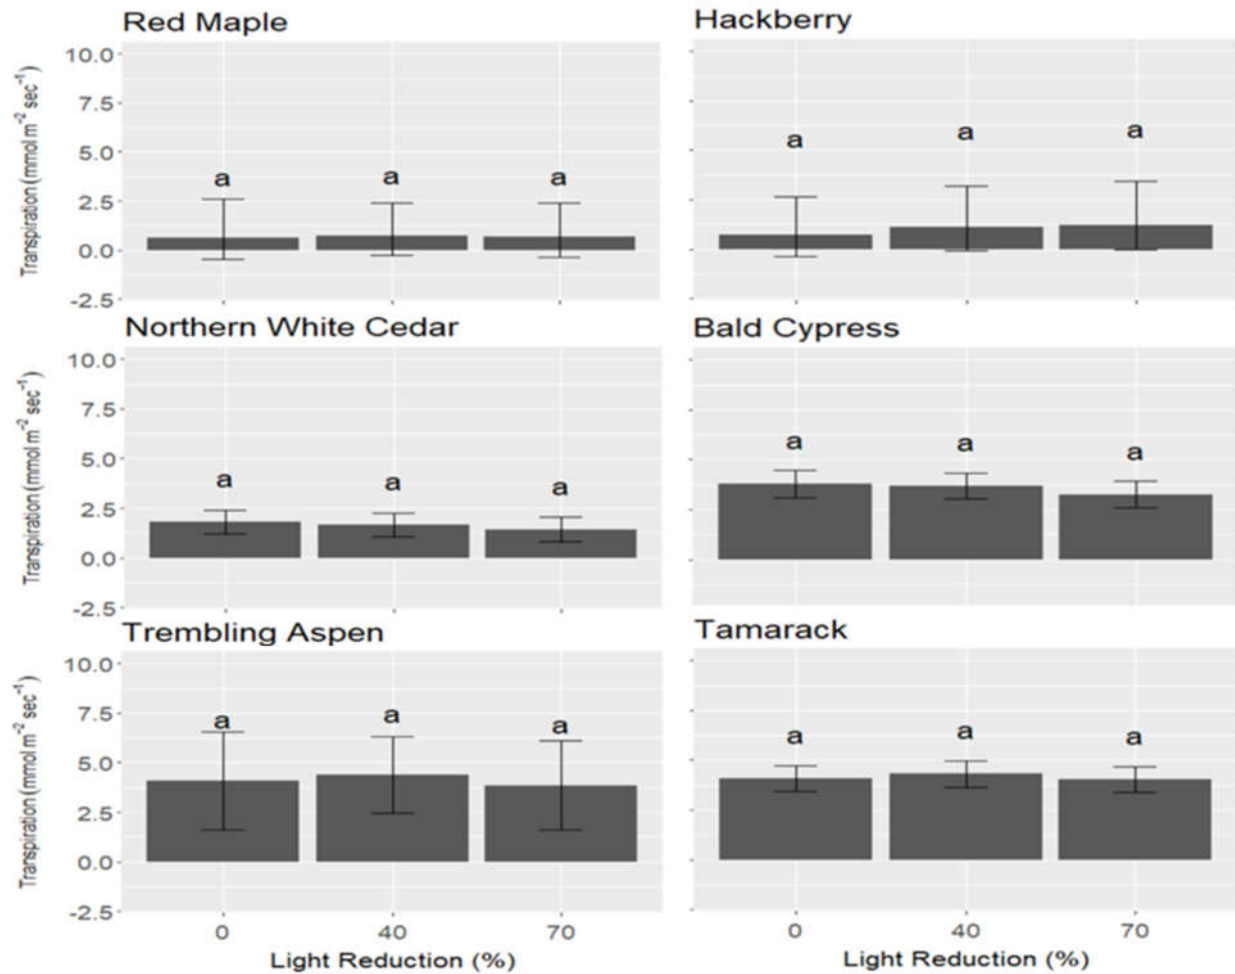 Red Maple
Hackberry
Transpiration (mmol m⁻² sec⁻¹)
10.0
7.5
5.0
2.5
0.0
-2.5
a a a
a a a
Northern White Cedar
Bald Cypress
Transpiration (mmol m⁻² sec⁻¹)
10.0
7.5
5.0
2.5
0.0
-2.5
a a a
a a a
Trembling Aspen
Tamarack
Transpiration (mmol m⁻² sec⁻¹)
10.0
7.5
5.0
2.5
0.0
-2.5
a a a
a a a
0 40 70
0 40 70
Light Reduction (%)
Light Reduction (%)